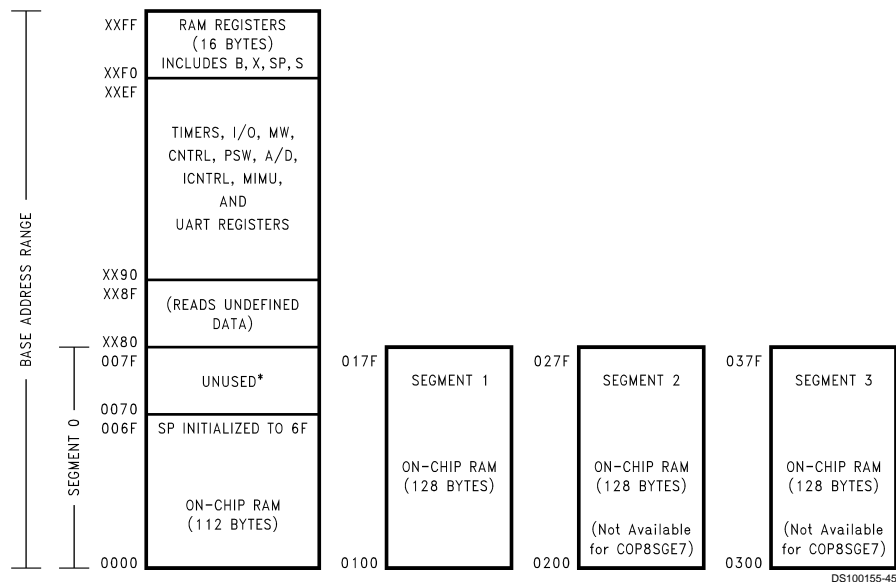 BASE ADDRESS RANGE
SEGMENT 0
XXFF
RAM REGISTERS
(16 BYTES)
INCLUDES B, X, SP, S
XXF0
XXEF
TIMERS, I/O, MW,
CNTRL, PSW, A/D,
ICNTRL, MIMU,
AND
UART REGISTERS
XX90
XX8F
(READS UNDEFINED
DATA)
XX80
007F
UNUSED*
0070
006F
SP INITIALIZED TO 6F
ON-CHIP RAM
(112 BYTES)
0000
017F
SEGMENT 1
ON-CHIP RAM
(128 BYTES)
0100
027F
SEGMENT 2
ON-CHIP RAM
(128 BYTES)
(Not Available
for COP8SGE7)
0200
037F
SEGMENT 3
ON-CHIP RAM
(128 BYTES)
(Not Available
for COP8SGE7)
0300
DS100155-45